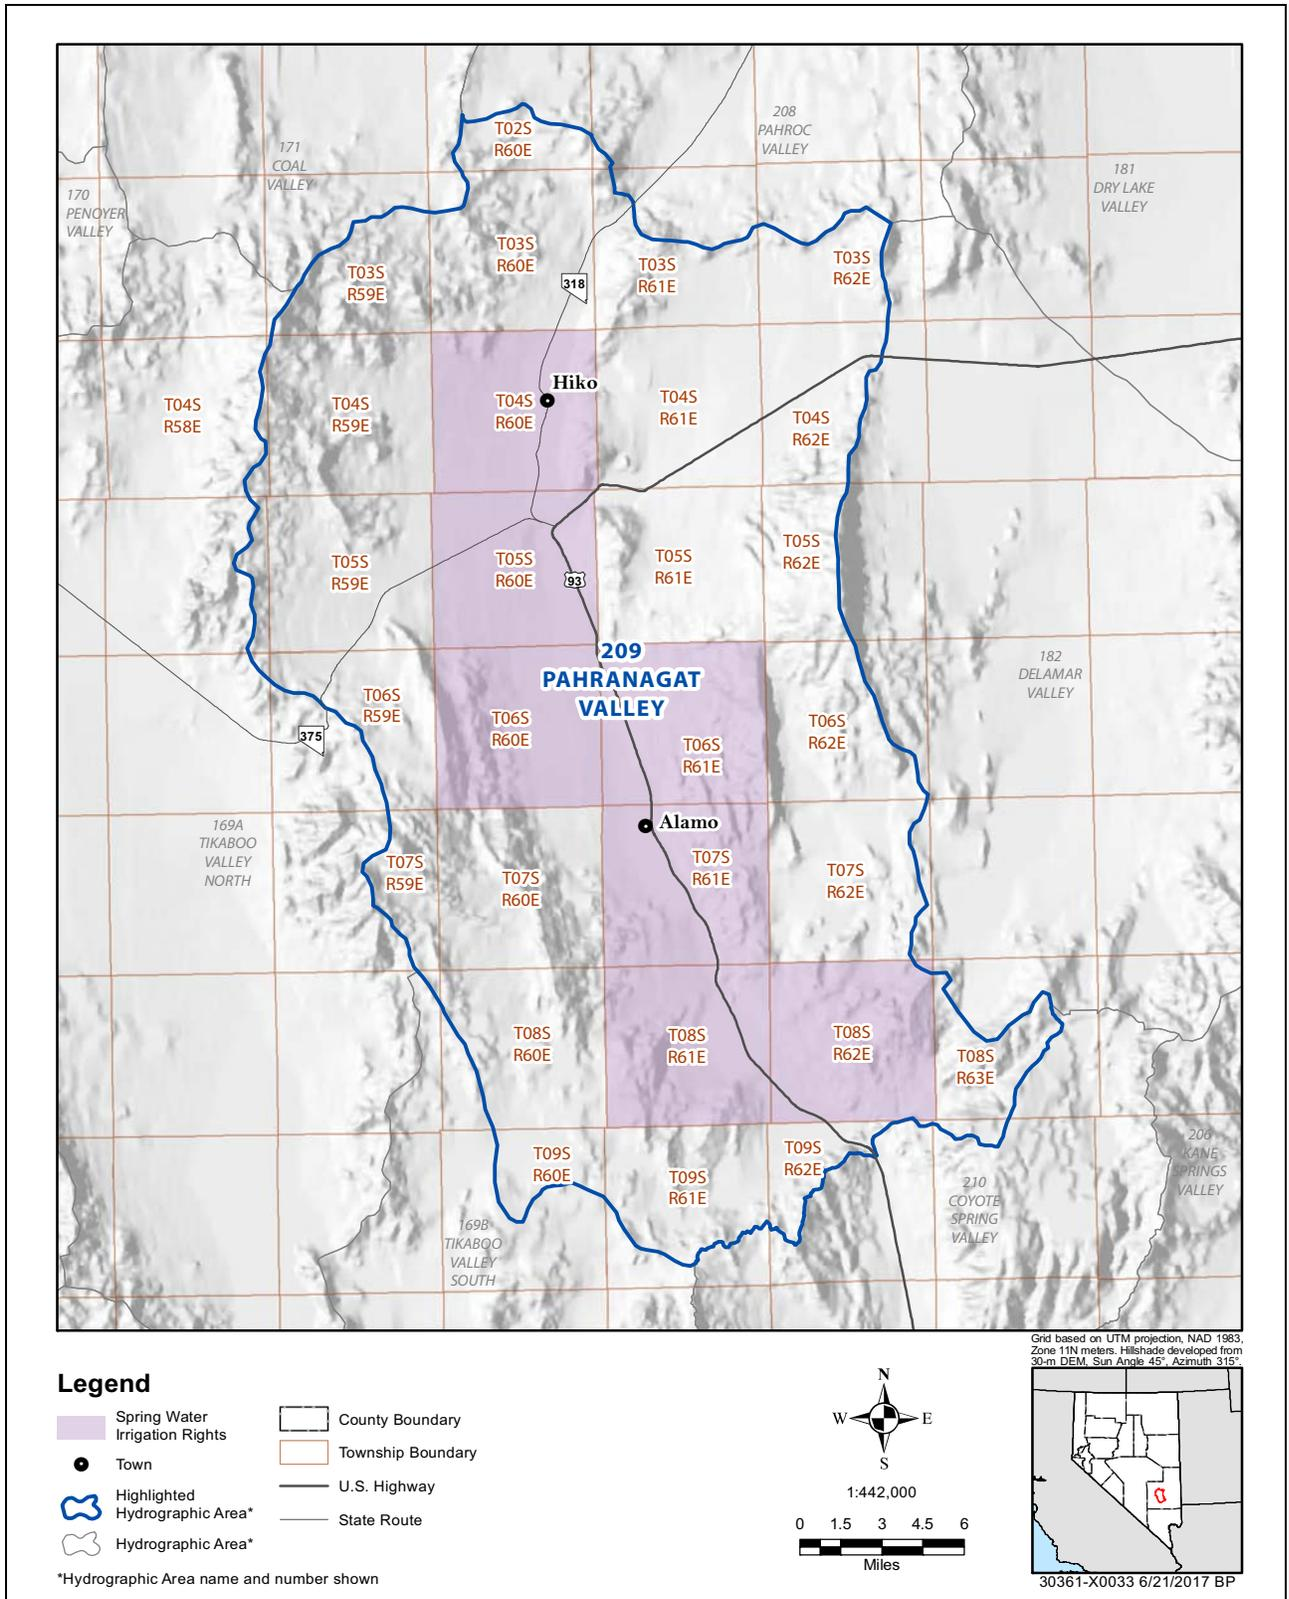 208
PAHROC
VALLEY
T02S
R60E
171
COAL
VALLEY
181
DRY LAKE
VALLEY
170
PENOYER
VALLEY
T03S
R60E
T03S
R59E
318
T03S
R61E
T03S
R62E
Hiko
T04S
R58E
T04S
R59E
T04S
R60E
T04S
R61E
T04S
R62E
T05S
R59E
T05S
R60E
93
T05S
R61E
T05S
R62E
209
PAHRANAGAT
VALLEY
182
DELAMAR
VALLEY
T06S
R59E
375
T06S
R60E
T06S
R61E
T06S
R62E
Alamo
169A
TIKABOO
VALLEY
NORTH
T07S
R59E
T07S
R60E
T07S
R61E
T07S
R62E
T08S
R60E
T08S
R61E
T08S
R62E
T08S
R63E
T09S
R60E
T09S
R61E
T09S
R62E
206
KANE
SPRINGS
VALLEY
210
COYOTE
SPRING
VALLEY
169B
TIKABOO
VALLEY
SOUTH
Grid based on UTM projection, NAD 1983,
Zone 11N meters. Hillshade developed from
30-m DEM, Sun Angle 45°, Azimuth 315°.
Legend
Spring Water
Irrigation Rights
Town
Highlighted
Hydrographic Area*
Hydrographic Area*
*Hydrographic Area name and number shown
County Boundary
Township Boundary
U.S. Highway
State Route
N
W E
S
1:442,000
0 1.5 3 4.5 6
Miles
30361-X0033 6/21/2017 BP